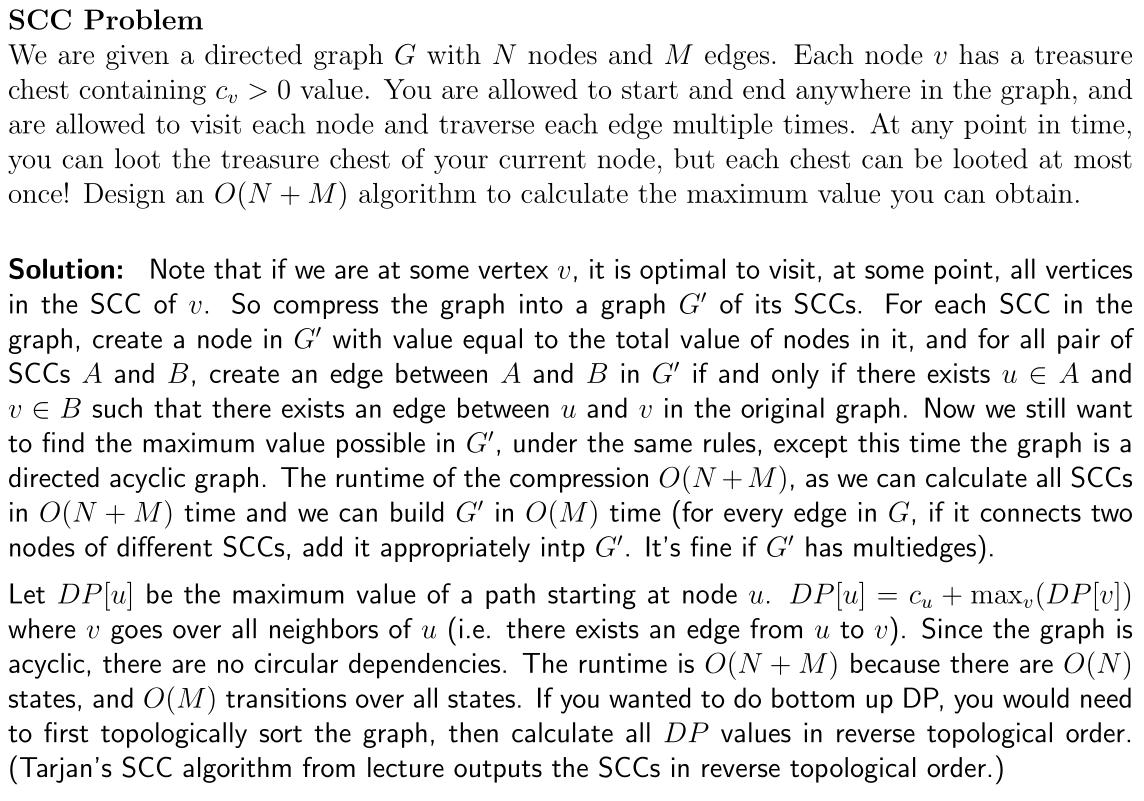 SCC Problem
We are given a directed graph G with N nodes and M edges. Each node v has a treasure
chest containing c_v > 0 value. You are allowed to start and end anywhere in the graph, and
are allowed to visit each node and traverse each edge multiple times. At any point in time,
you can loot the treasure chest of your current node, but each chest can be looted at most
once! Design an O(N + M) algorithm to calculate the maximum value you can obtain.
Solution: Note that if we are at some vertex v, it is optimal to visit, at some point, all vertices
in the SCC of v. So compress the graph into a graph G′ of its SCCs. For each SCC in the
graph, create a node in G′ with value equal to the total value of nodes in it, and for all pair of
SCCs A and B, create an edge between A and B in G′ if and only if there exists u ∈ A and
v ∈ B such that there exists an edge between u and v in the original graph. Now we still want
to find the maximum value possible in G′, under the same rules, except this time the graph is a
directed acyclic graph. The runtime of the compression O(N + M), as we can calculate all SCCs
in O(N + M) time and we can build G′ in O(M) time (for every edge in G, if it connects two
nodes of different SCCs, add it appropriately intp G′. It's fine if G′ has multiedges).
Let DP[u] be the maximum value of a path starting at node u. DP[u] = c_u + max_v(DP[v])
where v goes over all neighbors of u (i.e. there exists an edge from u to v). Since the graph is
acyclic, there are no circular dependencies. The runtime is O(N + M) because there are O(N)
states, and O(M) transitions over all states. If you wanted to do bottom up DP, you would need
to first topologically sort the graph, then calculate all DP values in reverse topological order.
(Tarjan's SCC algorithm from lecture outputs the SCCs in reverse topological order.)